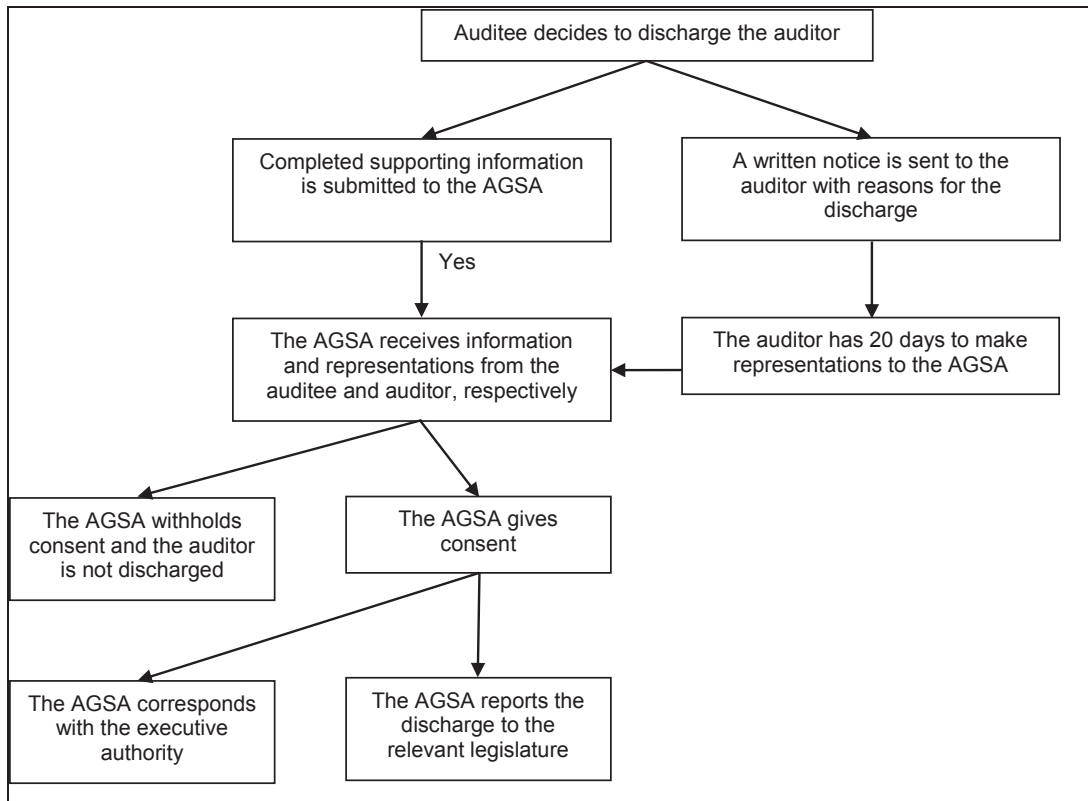 Auditee decides to discharge the auditor
Completed supporting information
is submitted to the AGSA
A written notice is sent to the
auditor with reasons for the
discharge
Yes
The AGSA receives information
and representations from the
auditee and auditor, respectively
The auditor has 20 days to make
representations to the AGSA
The AGSA withholds
consent and the auditor
is not discharged
The AGSA gives
consent
The AGSA corresponds
with the executive
authority
The AGSA reports the
discharge to the
relevant legislature